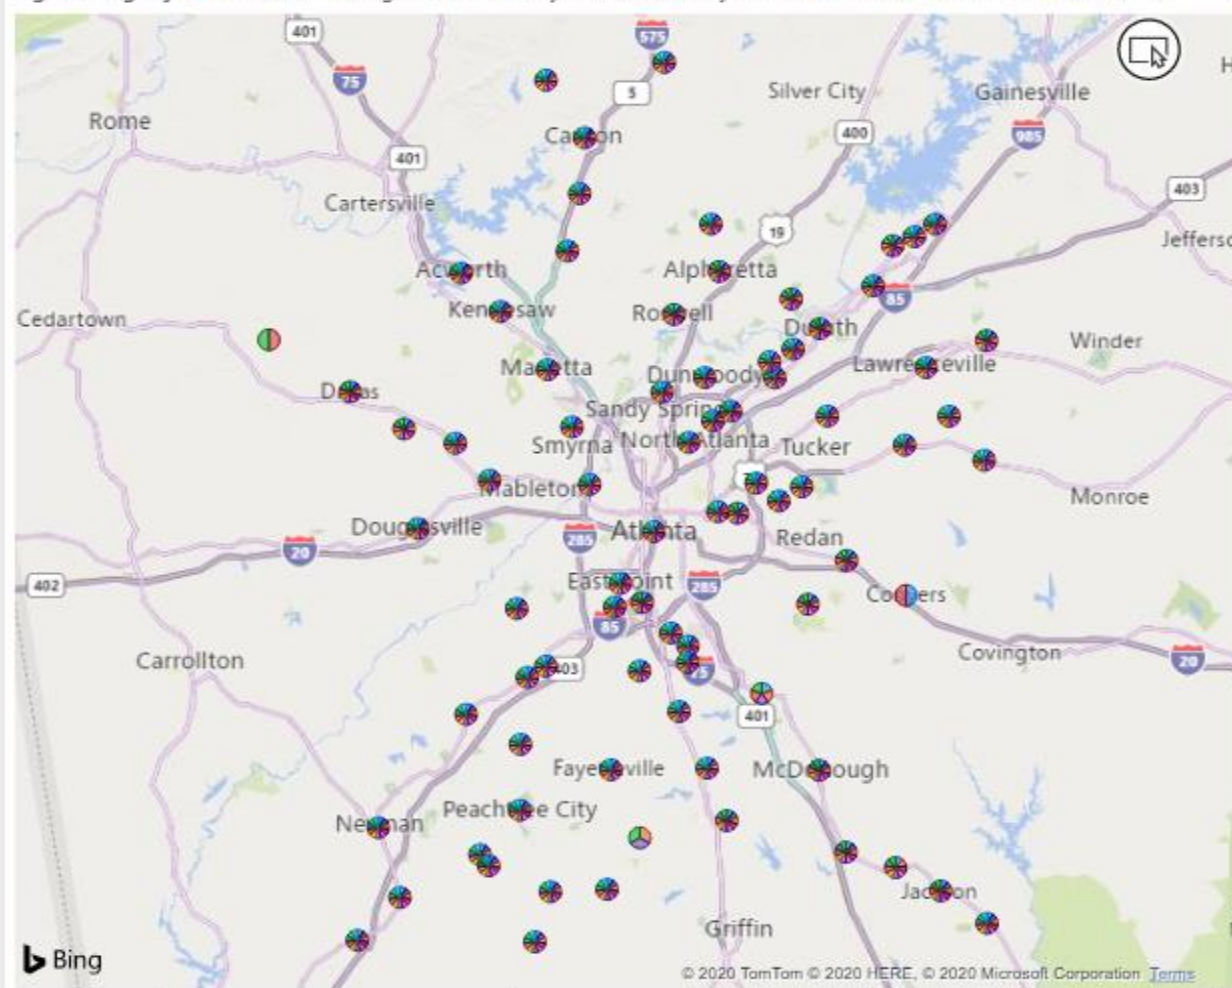 401
575
75
5
Silver City
Gainesville
Rome
400
985
Canton
401
403
Cartersville
19
Jefferso
Acworth
Alpharetta
85
Kennesaw
Roswell
Cedartown
Duluth
Winder
Marietta
Dunwoody
Lawrenceville
Dallas
Sandy Springs
Smyrna
North Atlanta
Tucker
Mableton
Monroe
Douglasville
Atlanta
Redan
285
20
East Point
285
402
Conyers
85
Carrollton
Covington
20
403
75
401
Fayetteville
McDonough
Peachtree City
Newnan
Jackson
Griffin
Bing
© 2020 TomTom © 2020 HERE, © 2020 Microsoft Corporation Terms